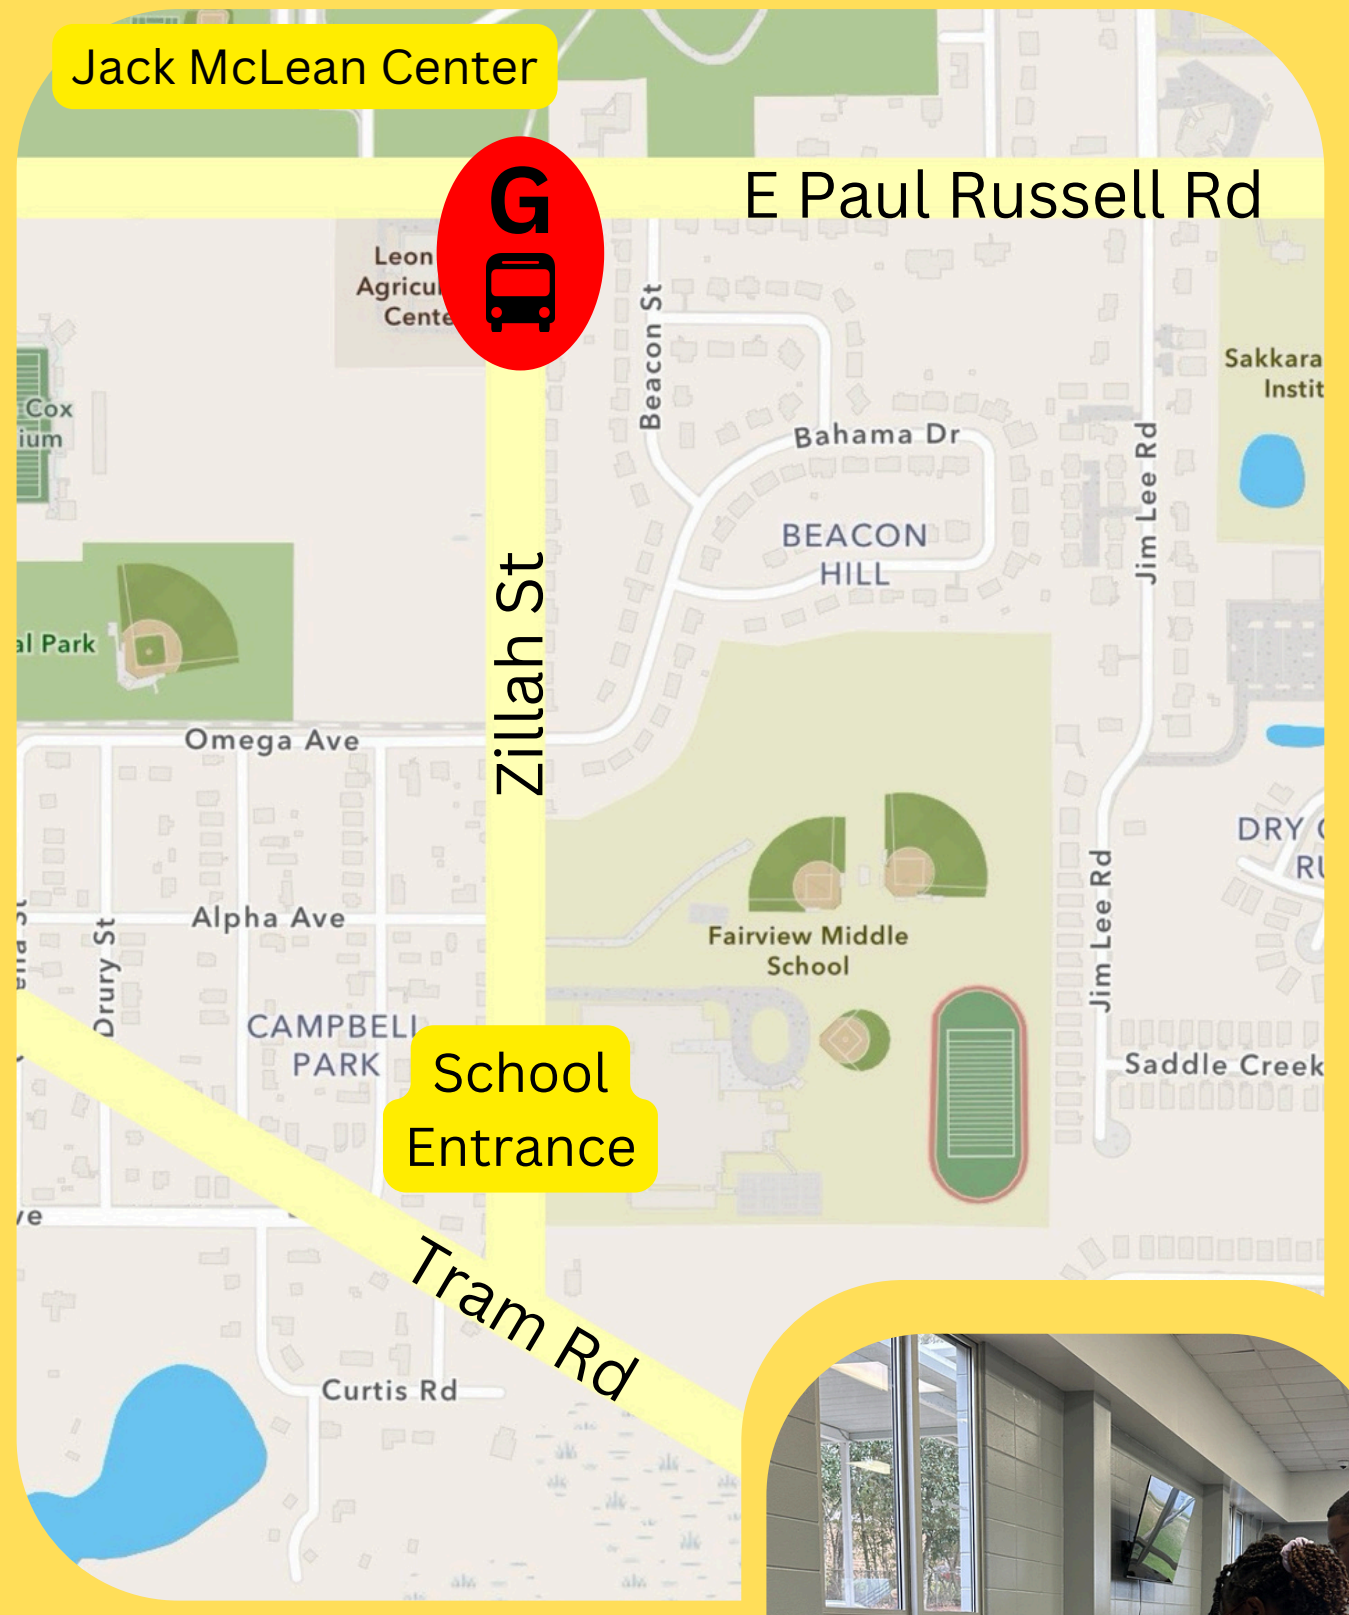 Jack McLean Center
G
E Paul Russell Rd
Leon
Agricu
Cente
Beacon St
Cox
ium
Sakkara
Instit
Bahama Dr
Jim Lee Rd
BEACON
HILL
al Park
Zillah St
Omega Ave
DRY
RU
Alpha Ave
Drury St
Fairview Middle
School
Jim Lee Rd
CAMPBELL
PARK
School
Entrance
Saddle Creek
ve
Tram Rd
Curtis Rd